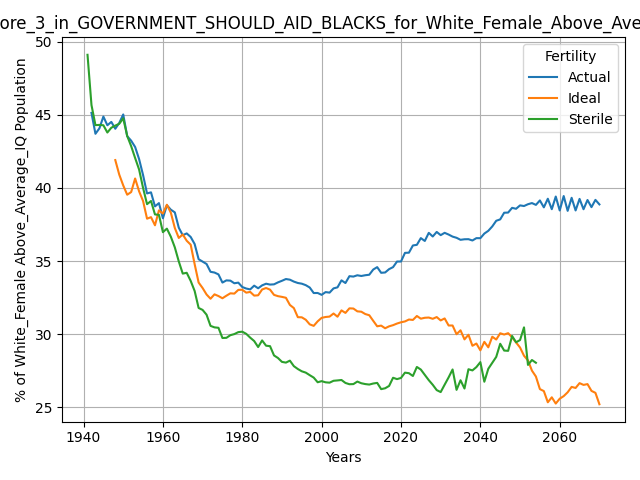 ore_3_in_GOVERNMENT_SHOULD_AID_BLACKS_for_White_Female_Above_Ave
Fertility
Actual
Ideal
Sterile
% of White_Female Above_Average_IQ Population
50
45
40
35
30
25
1940
1960
1980
2000
2020
2040
2060
Years